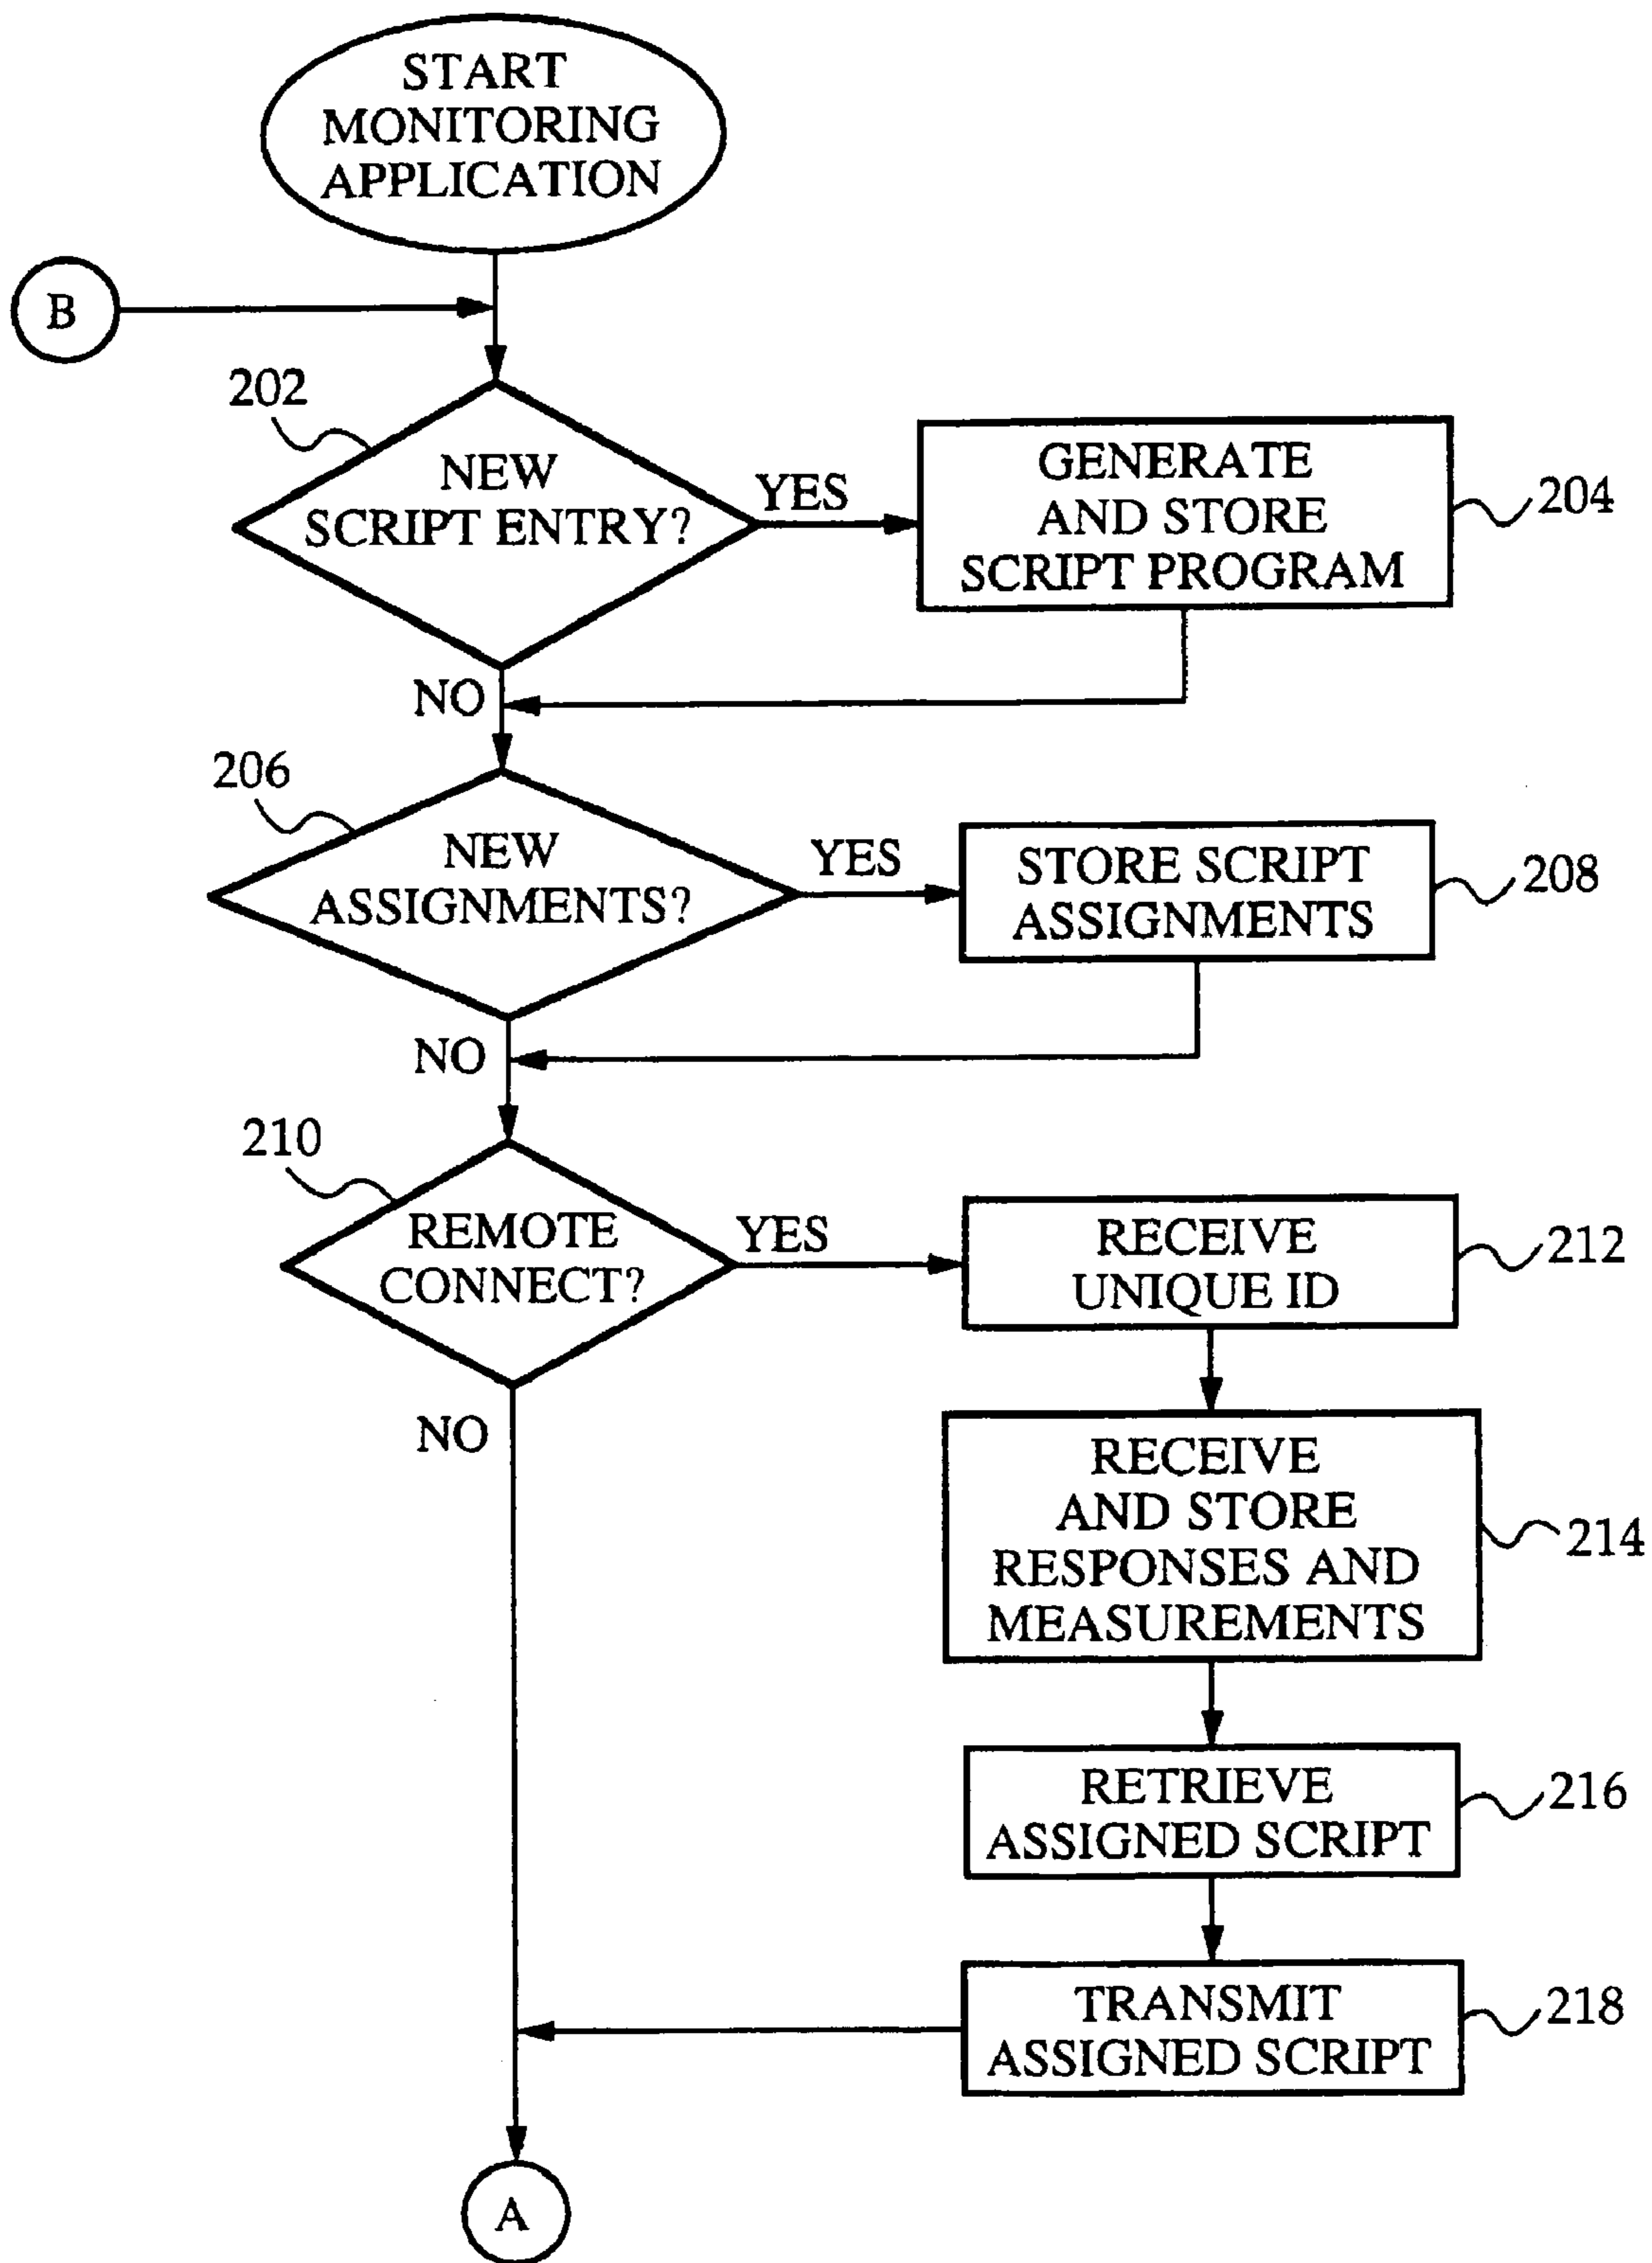 START
MONITORING
APPLICATION
B
202
NEW
SCRIPT ENTRY?
YES
GENERATE
AND STORE
SCRIPT PROGRAM
204
NO
206
NEW
ASSIGNMENTS?
YES
STORE SCRIPT
ASSIGNMENTS
208
NO
210
REMOTE
CONNECT?
YES
RECEIVE
UNIQUE ID
212
NO
RECEIVE
AND STORE
RESPONSES AND
MEASUREMENTS
214
RETRIEVE
ASSIGNED SCRIPT
216
TRANSMIT
ASSIGNED SCRIPT
218
A